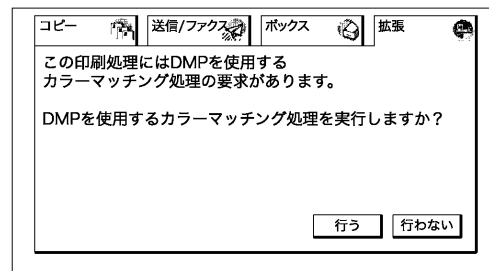 コピー
送信/ファクス
ボックス
拡張
この印刷処理にはDMPを使用する
カラーマッチング処理の要求があります。
DMPを使用するカラーマッチング処理を実行しますか？
行う
行わない